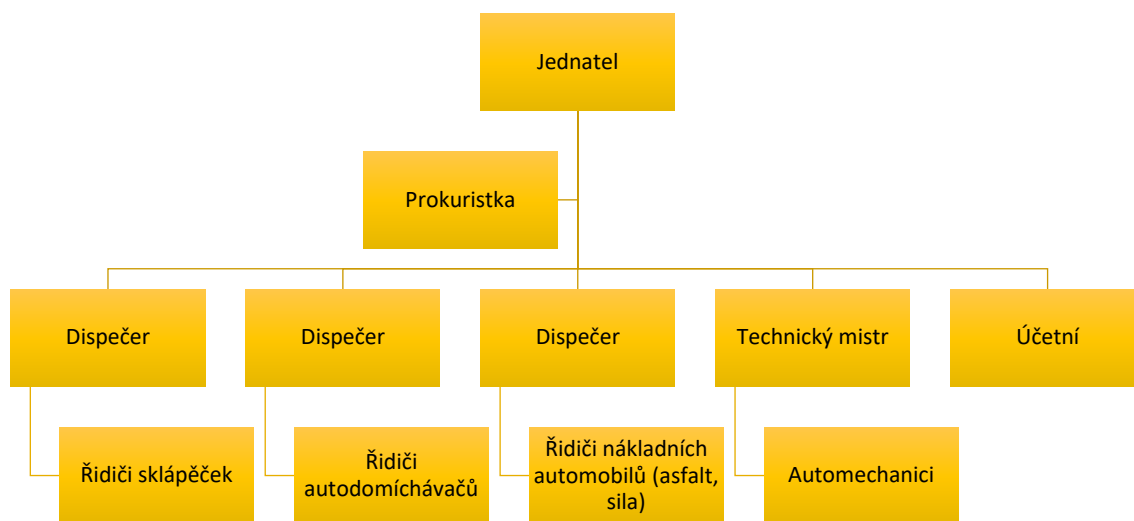 Jednatel
Prokuristka
Dispečer
Dispečer
Dispečer
Technický mistr
Účetní
Řidiči sklápěček
Řidiči
autodomíchávačů
Řidiči nákladních
automobilů (asfalt,
sila)
Automechanici